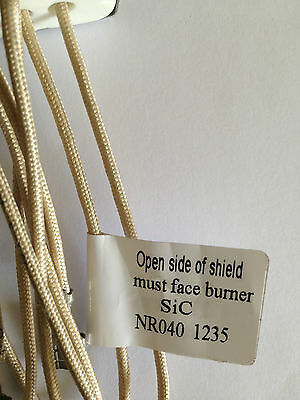 Open side of shield
must face burner
SiC
NR040 1235